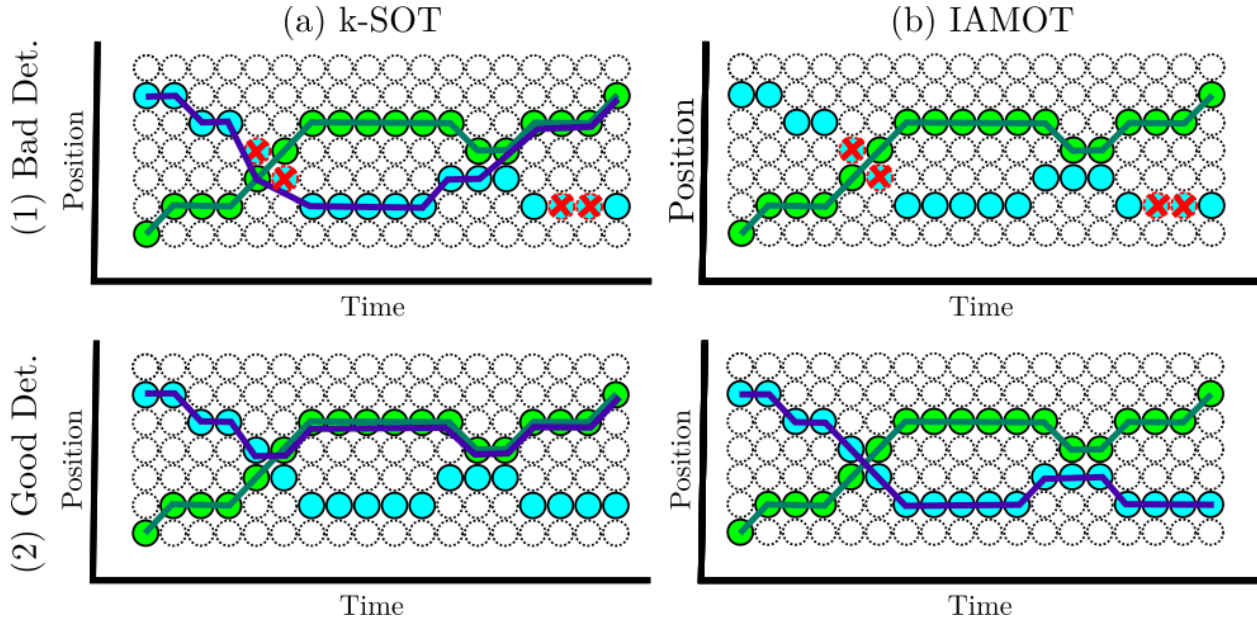 (a) k-SOT
(b) IAMOT
(1) Bad Det.
Position
Time
Position
Time
(2) Good Det.
Position
Time
Position
Time